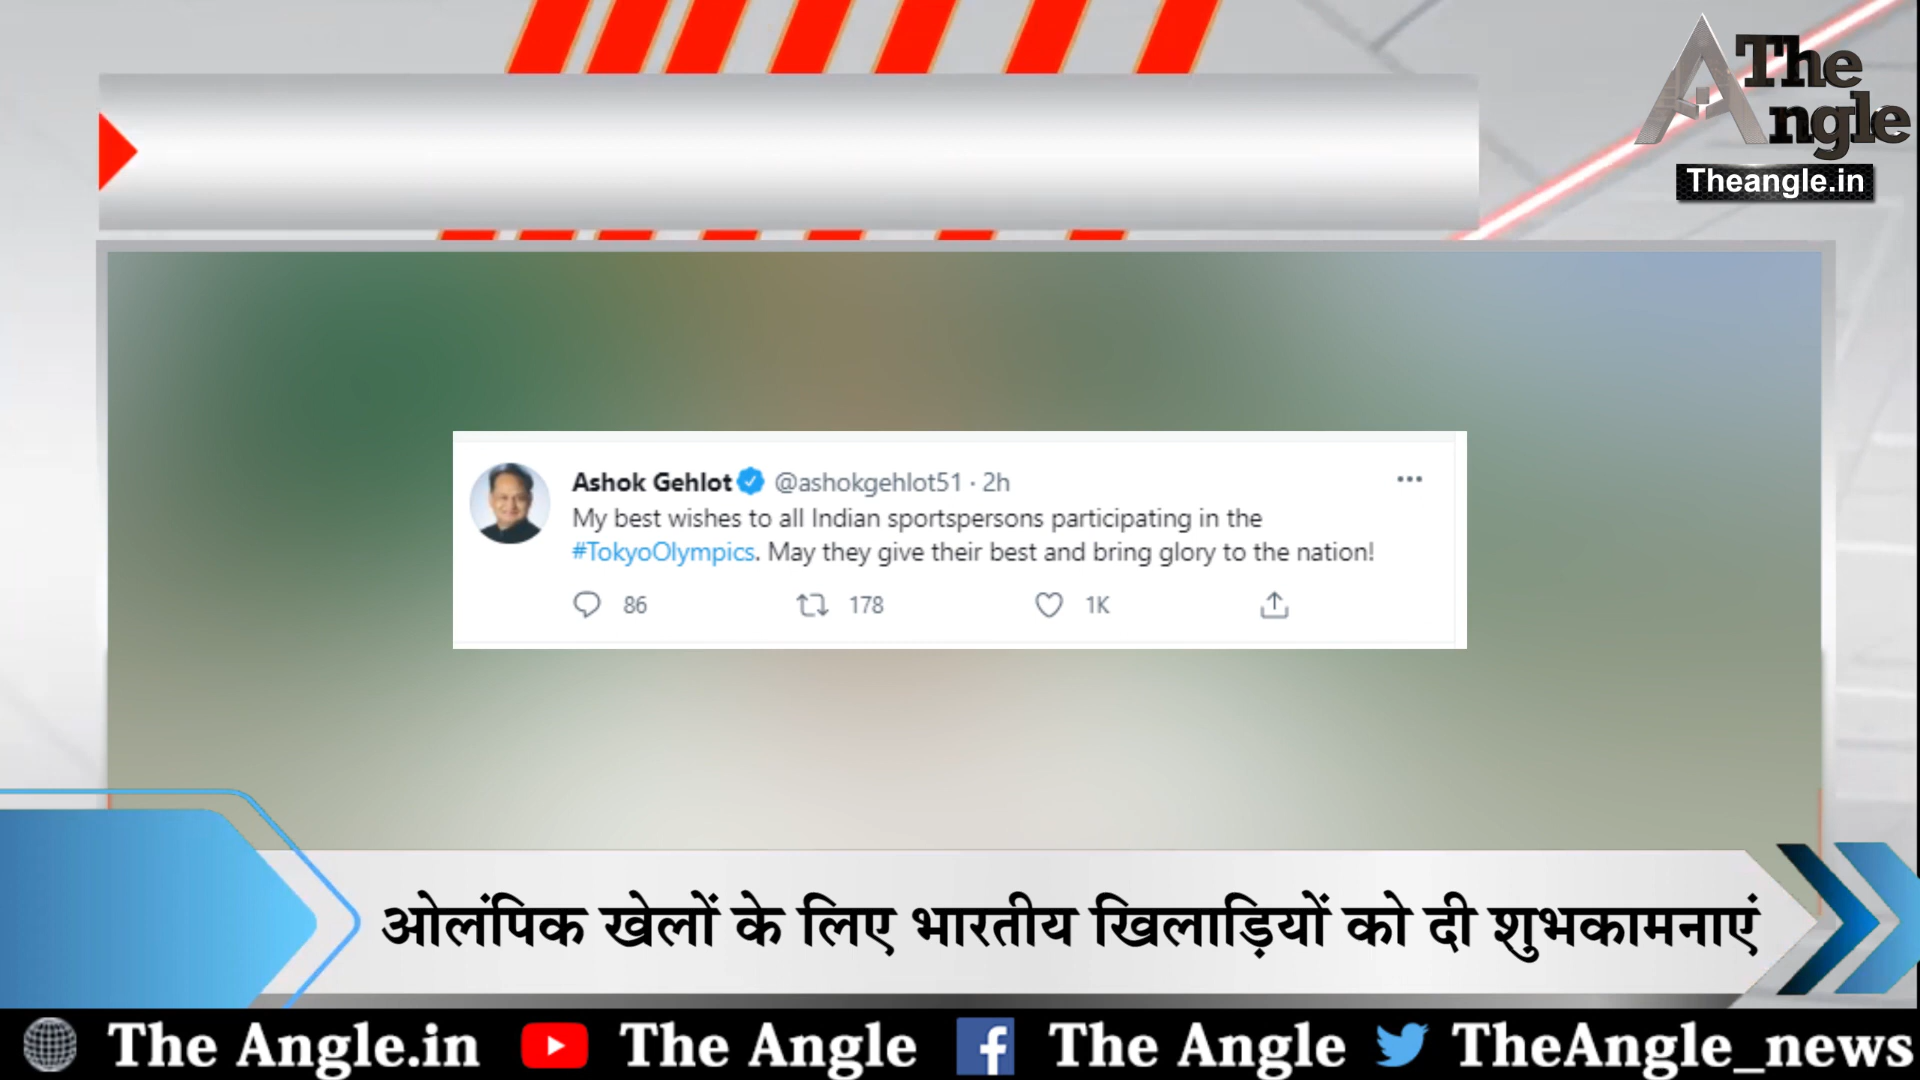 The
Angle
Theangle.in
Ashok Gehlot @ashokgehlot51 · 2h
My best wishes to all Indian sportspersons participating in the
#TokyoOlympics. May they give their best and bring glory to the nation!
86 178 1K
ओलंपिक खेलों के लिए भारतीय खिलाड़ियों को दी शुभकामनाएं
The Angle.in The Angle The Angle TheAngle_news